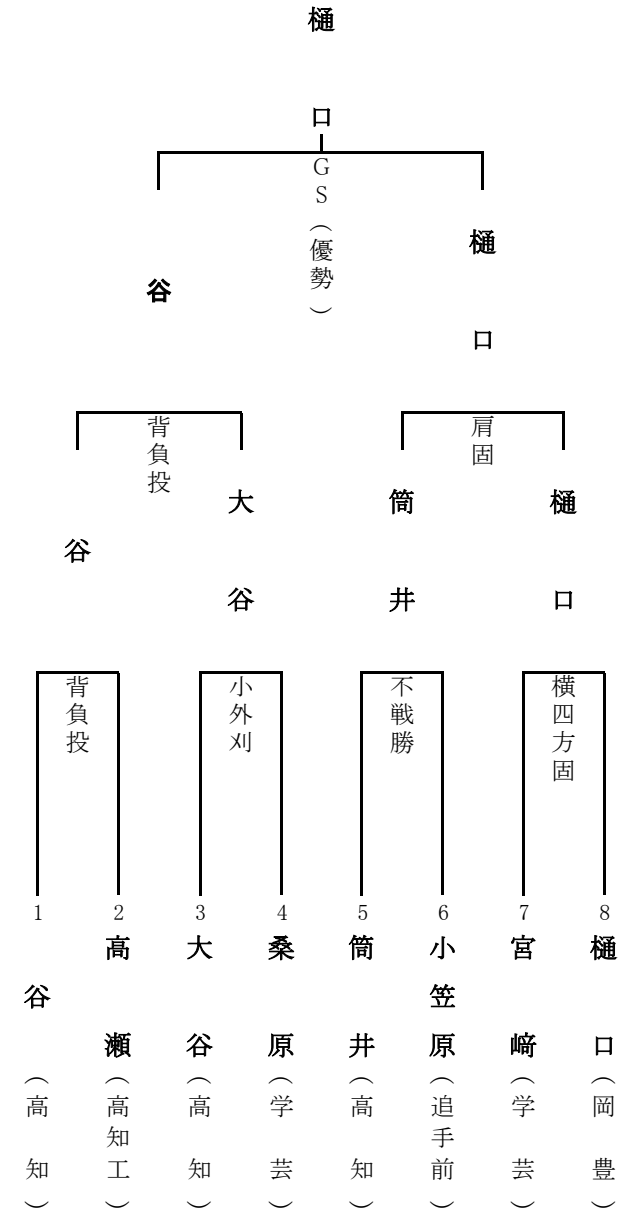 樋口
GS(優勢)
谷
樋口
背負投
肩固
谷
大谷
筒井
樋口
背負投
小外刈
不戦勝
横四方固
1
谷
(高知)
2
高瀬
(高知工)
3
大谷
(高知)
4
桑原
(学芸)
5
筒井
(高知)
6
小笠原
(追手前)
7
宮﨑
(学芸)
8
樋口
(岡豊)